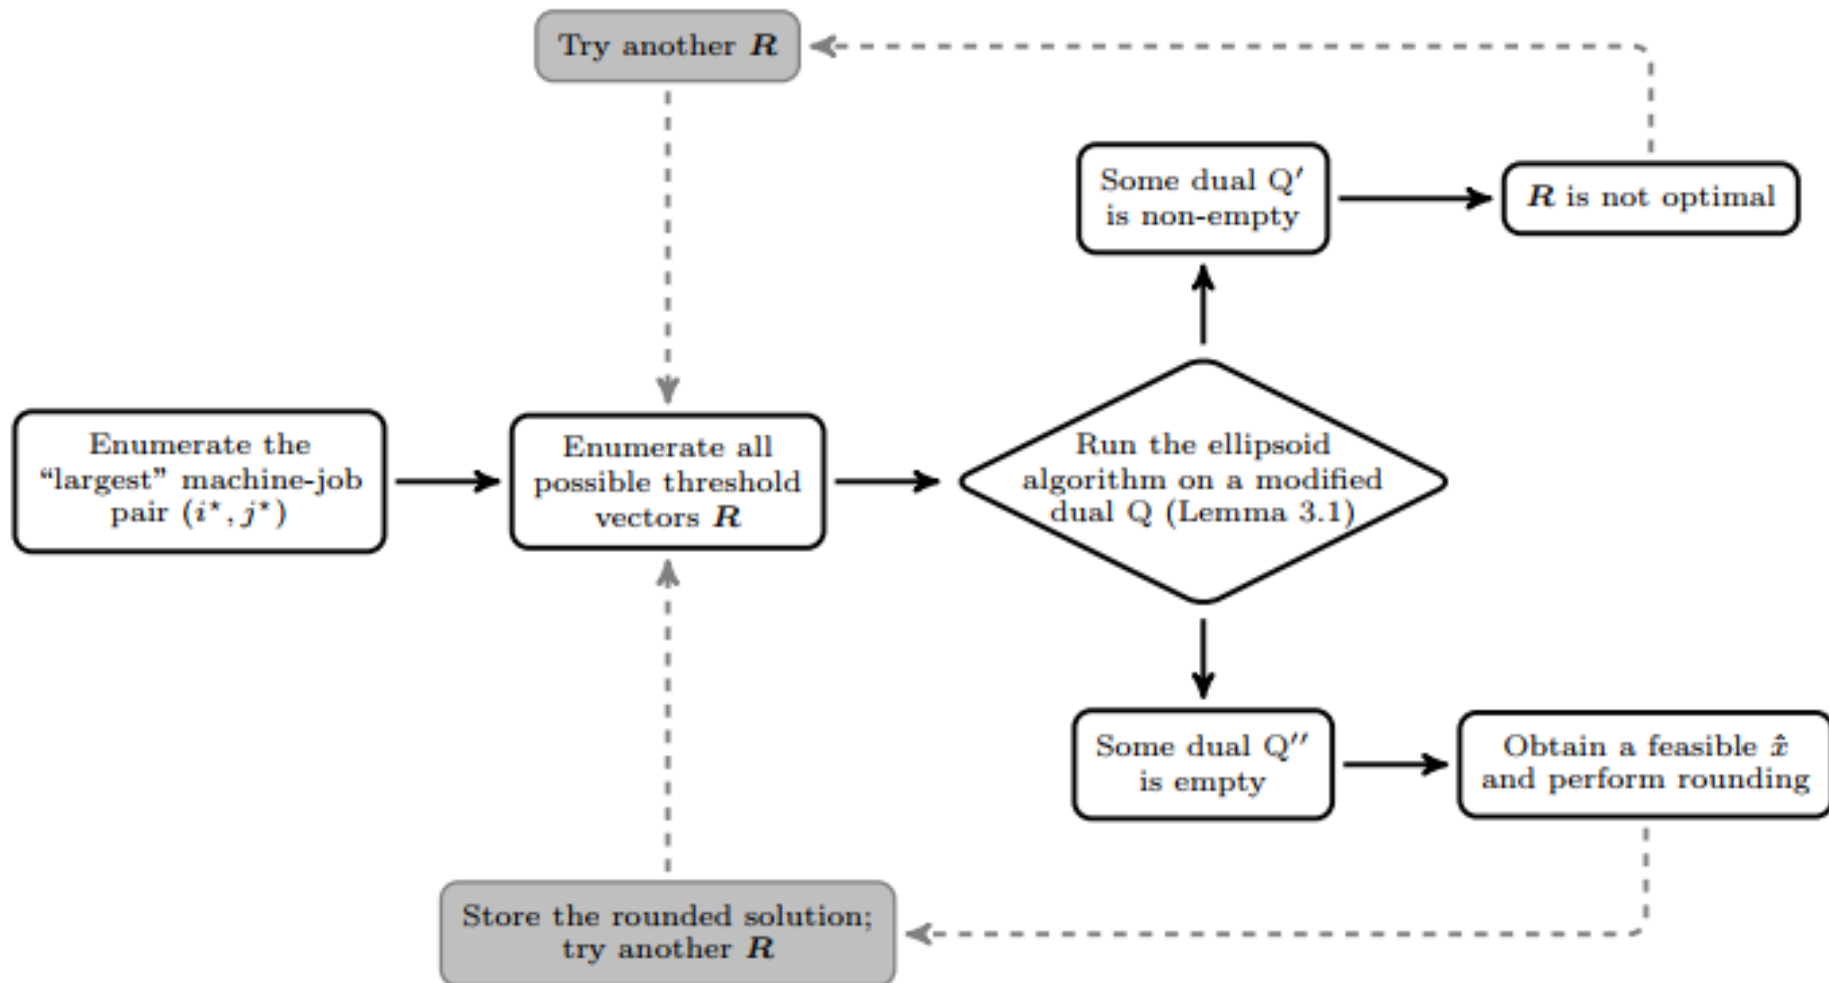 Try another R
Some dual Q′
is non-empty
R is not optimal
Enumerate the
“largest” machine-job
pair (i⋆, j⋆)
Enumerate all
possible threshold
vectors R
Run the ellipsoid
algorithm on a modified
dual Q (Lemma 3.1)
Some dual Q′′
is empty
Obtain a feasible x̂
and perform rounding
Store the rounded solution;
try another R